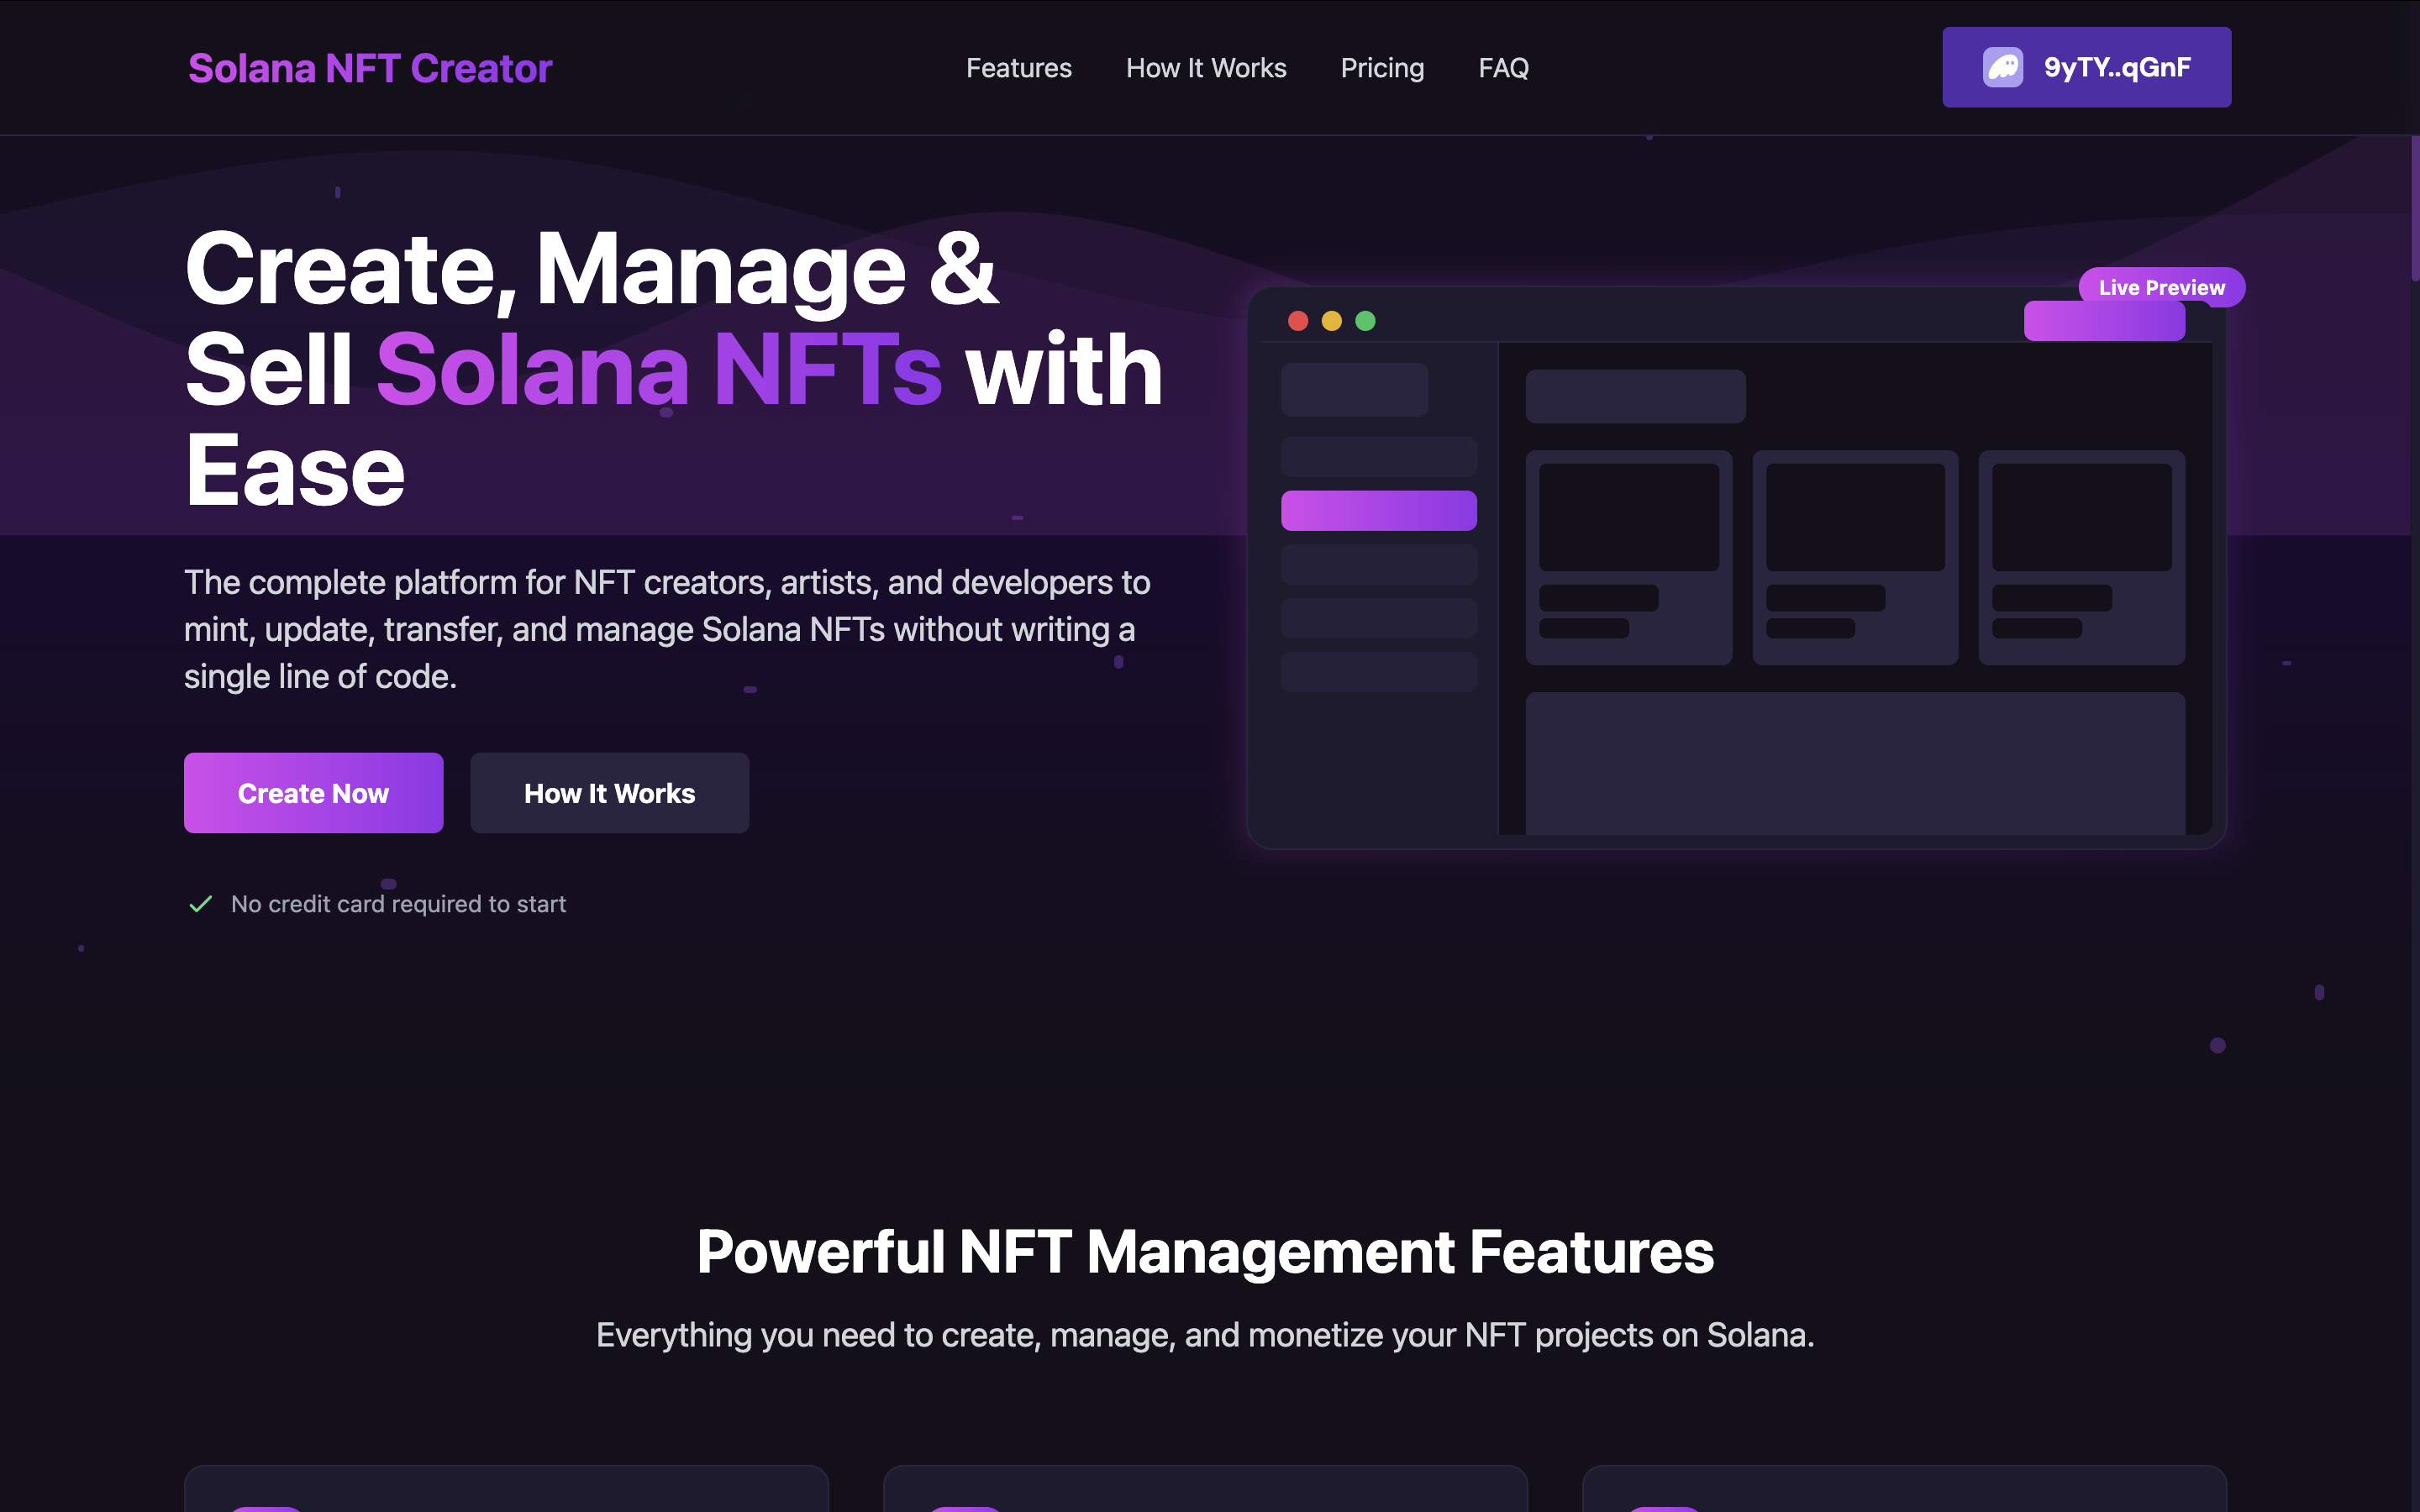 Solana NFT Creator
Features
How It Works
Pricing
FAQ
9yTY..qGnF
Create, Manage &
Sell Solana NFTs with
Ease
The complete platform for NFT creators, artists, and developers to
mint, update, transfer, and manage Solana NFTs without writing a
single line of code.
Create Now
How It Works
No credit card required to start
Live Preview
Powerful NFT Management Features
Everything you need to create, manage, and monetize your NFT projects on Solana.